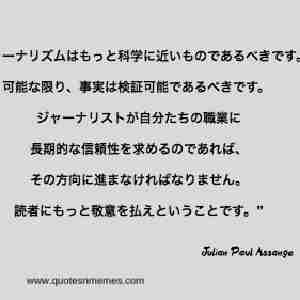 ーナリズムはもっと科学に近いものであるべきです。
可能な限り、事実は検証可能であるべきです。
ジャーナリストが自分たちの職業に
長期的な信頼性を求めるのであれば、
その方向に進まなければなりません。
読者にもっと敬意を払えということです。”
Julian Paul Assange
www.quotesnmemes.com